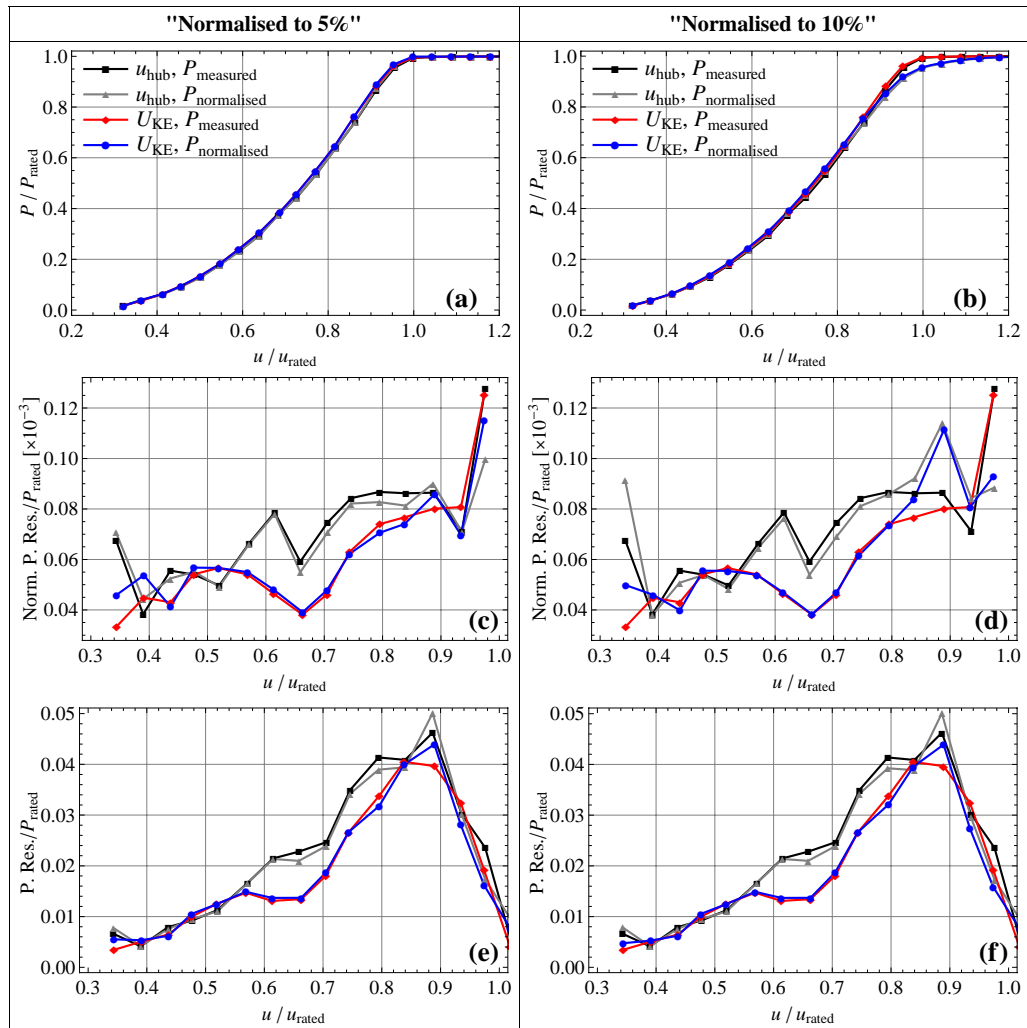 "Normalised to 5%"
"Normalised to 10%"
1.0
0.8
0.6
0.4
0.2
0.0
P / P_rated
u_hub, P_measured
u_hub, P_normalised
U_KE, P_measured
U_KE, P_normalised
(a)
0.2 0.4 0.6 0.8 1.0 1.2
u / u_rated
1.0
0.8
0.6
0.4
0.2
0.0
P / P_rated
u_hub, P_measured
u_hub, P_normalised
U_KE, P_measured
U_KE, P_normalised
(b)
0.2 0.4 0.6 0.8 1.0 1.2
u / u_rated
0.12
0.10
0.08
0.06
0.04
Norm. P. Res./P_rated [×10⁻³]
(c)
0.3 0.4 0.5 0.6 0.7 0.8 0.9 1.0
u / u_rated
0.12
0.10
0.08
0.06
0.04
Norm. P. Res./P_rated [×10⁻³]
(d)
0.3 0.4 0.5 0.6 0.7 0.8 0.9 1.0
u / u_rated
0.05
0.04
0.03
0.02
0.01
0.00
P. Res./P_rated
(e)
0.3 0.4 0.5 0.6 0.7 0.8 0.9 1.0
u / u_rated
0.05
0.04
0.03
0.02
0.01
0.00
P. Res./P_rated
(f)
0.3 0.4 0.5 0.6 0.7 0.8 0.9 1.0
u / u_rated